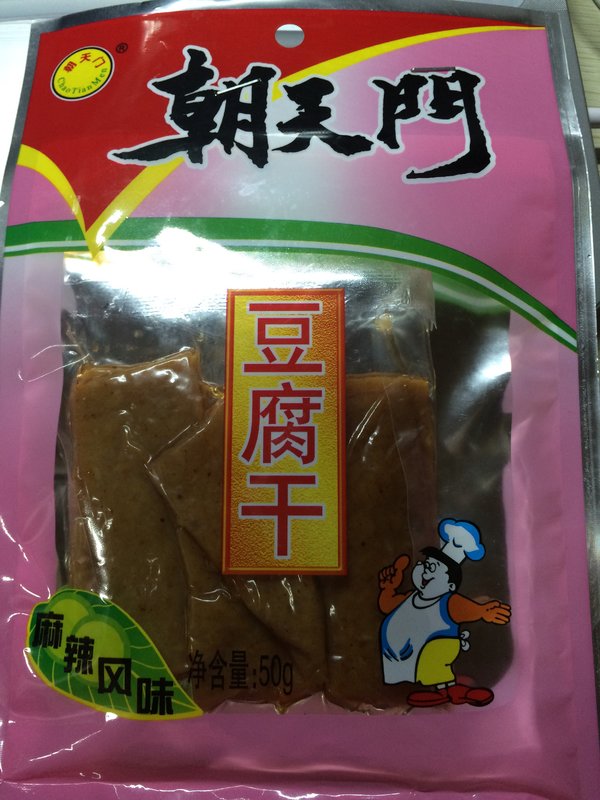 朝天门
ChaoTianMen
®
朝天門
豆腐干
麻辣风味
净含量:50g